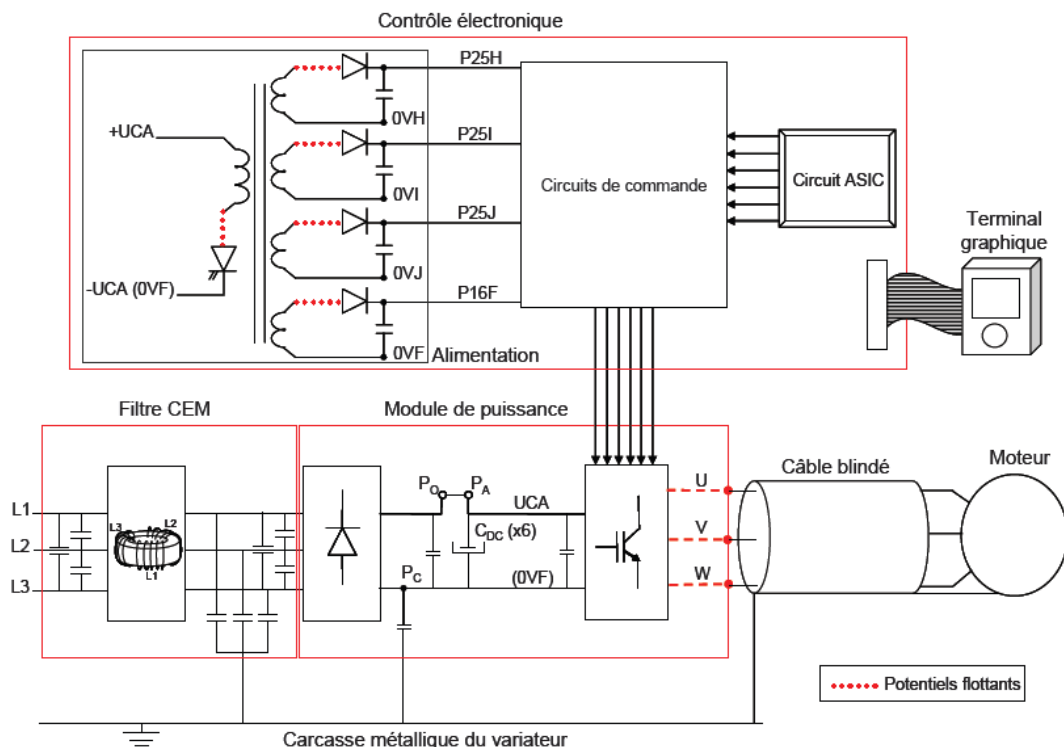 Contrôle électronique
P25H
0VH
+UCA
P25I
0VI
Circuits de commande
Circuit ASIC
P25J
0VJ
-UCA (0VF)
P16F
0VF
Alimentation
Terminal
graphique
Filtre CEM
Module de puissance
Câble blindé
Moteur
L1
L2
L3
L3
L2
L1
PO
PA
UCA
CDC (x6)
PC
(0VF)
U
V
W
Potentiels flottants
Carcasse métallique du variateur